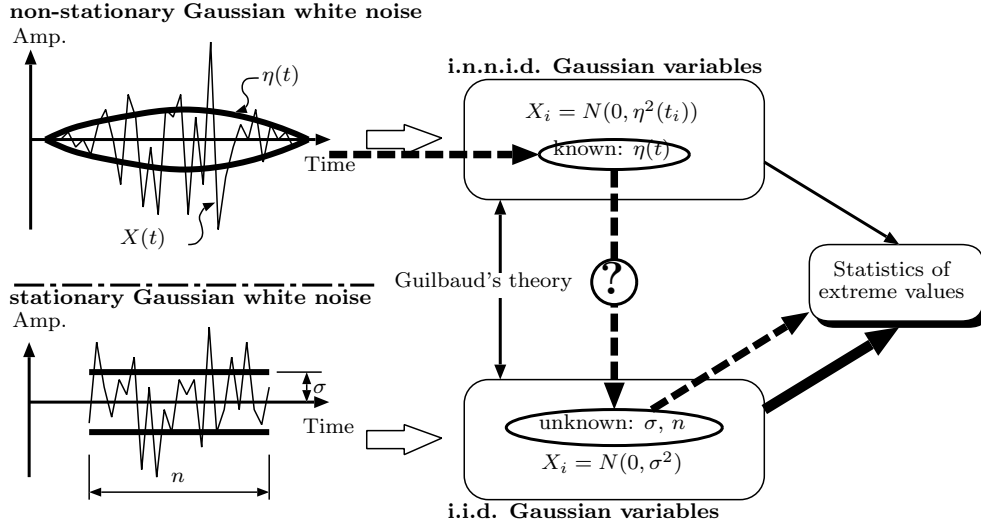 non-stationary Gaussian white noise
Amp.
η(t)
Time
X(t)
i.n.n.i.d. Gaussian variables
X_i = N(0, η²(t_i))
known: η(t)
Guilbaud's theory
?
Statistics of
extreme values
stationary Gaussian white noise
Amp.
σ
Time
n
unknown: σ, n
X_i = N(0, σ²)
i.i.d. Gaussian variables